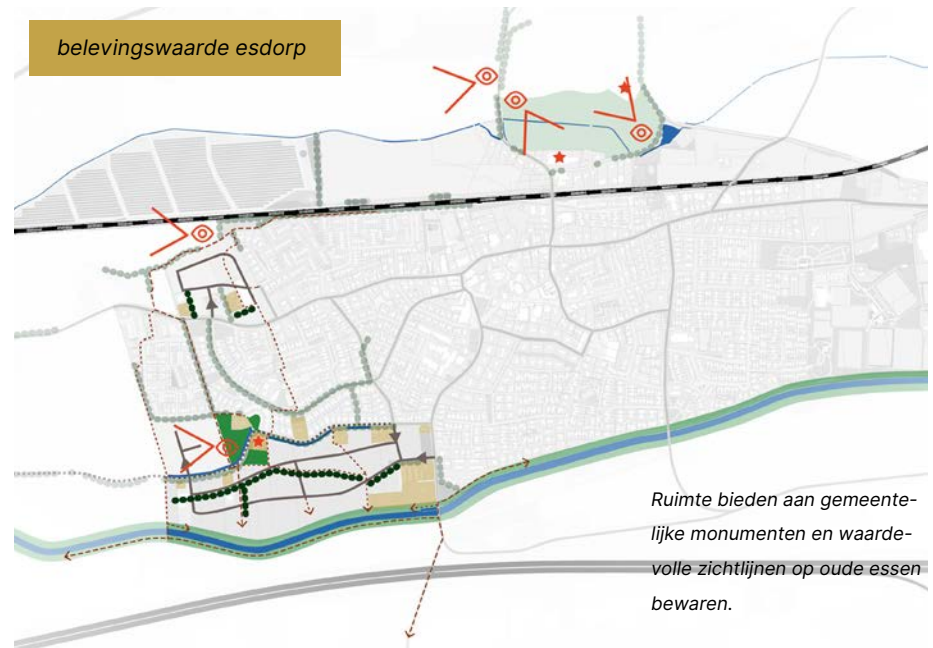 belevingswaarde esdorp
Ruimte bieden aan gemeente-
lijke monumenten en waarde-
volle zichtlijnen op oude essen
bewaren.